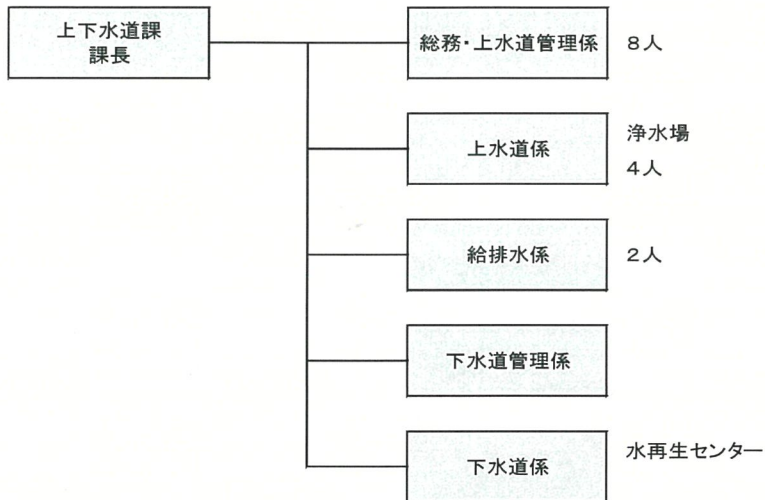 上下水道課
課長
総務・上水道管理係
8人
上水道係
浄水場
4人
給排水係
2人
下水道管理係
下水道係
水再生センター